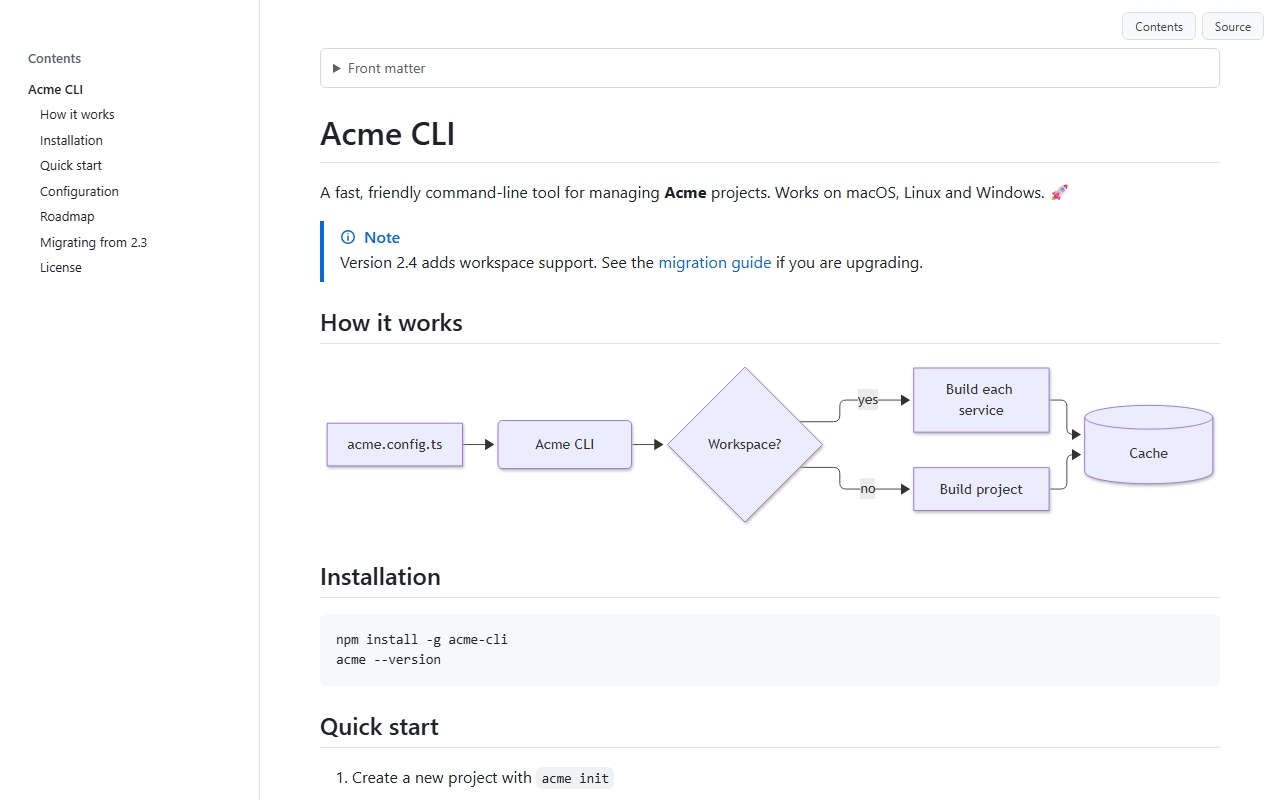 Contents
Source
Contents
Acme CLI
How it works
Installation
Quick start
Configuration
Roadmap
Migrating from 2.3
License
Front matter
Acme CLI
A fast, friendly command-line tool for managing Acme projects. Works on macOS, Linux and Windows. 🚀
Note
Version 2.4 adds workspace support. See the migration guide if you are upgrading.
How it works
acme.config.ts
Acme CLI
Workspace?
yes
no
Build each
service
Build project
Cache
Installation
npm install -g acme-cli
acme --version
Quick start
1. Create a new project with acme init